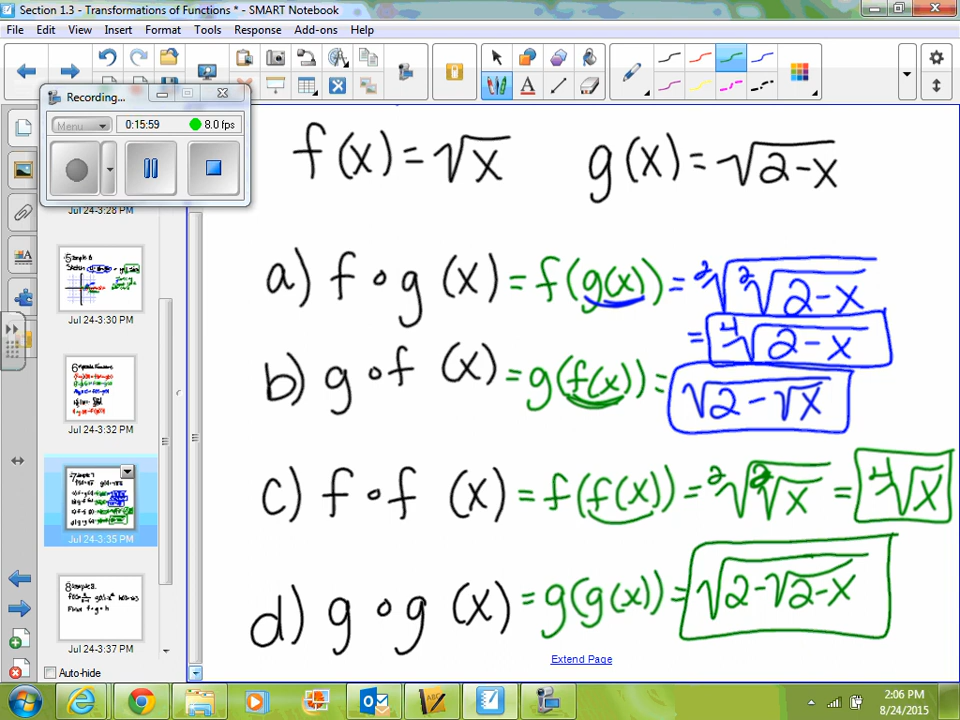 Section 1.3 - Transformations of Functions * - SMART Notebook
File Edit View Insert Format Tools Response Add-ons Help
Recording...
Menu 0:15:59 8.0 fps
f(x) = √x g(x) = √2-x
a) f ∘ g (x) = f(g(x)) = ²√²√2-x
= ⁴√2-x
b) g ∘ f (x) = g(f(x)) = √2-√x
c) f ∘ f (x) = f(f(x)) = ²√²√x = ⁴√x
d) g ∘ g (x) = g(g(x)) = √2-√2-x
Extend Page
Jul 24-3:28 PM
Jul 24-3:30 PM
Jul 24-3:32 PM
Jul 24-3:35 PM
Jul 24-3:37 PM
Auto-hide
2:06 PM
8/24/2015